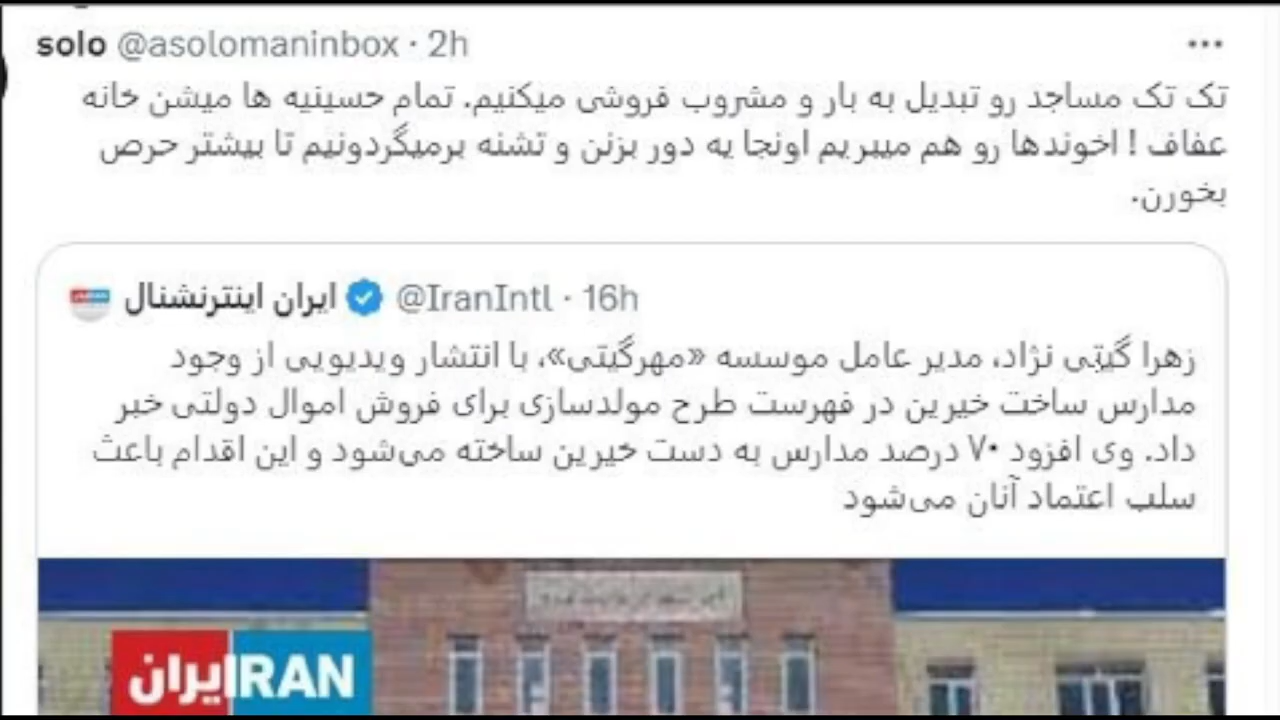 solo @asolomaninbox · 2h
تک تک مساجد رو تبدیل به بار و مشروب فروشی میکنیم. تمام حسینیه ها میشن خانه
عفاف ! اخوندها رو هم میبریم اونجا یه دور بزنن و تشنه برمیگردونیم تا بیشتر حرص
بخورن.
ایران اینترنشنال @IranIntl · 16h
زهرا گیتی نژاد، مدیر عامل موسسه «مهرگیتی»، با انتشار ویدیویی از وجود
مدارس ساخت خیرین در فهرست طرح مولدسازی برای فروش اموال دولتی خبر
داد. وی افزود ۷۰ درصد مدارس به دست خیرین ساخته می‌شود و این اقدام باعث
سلب اعتماد آنان می‌شود
ایران IRAN